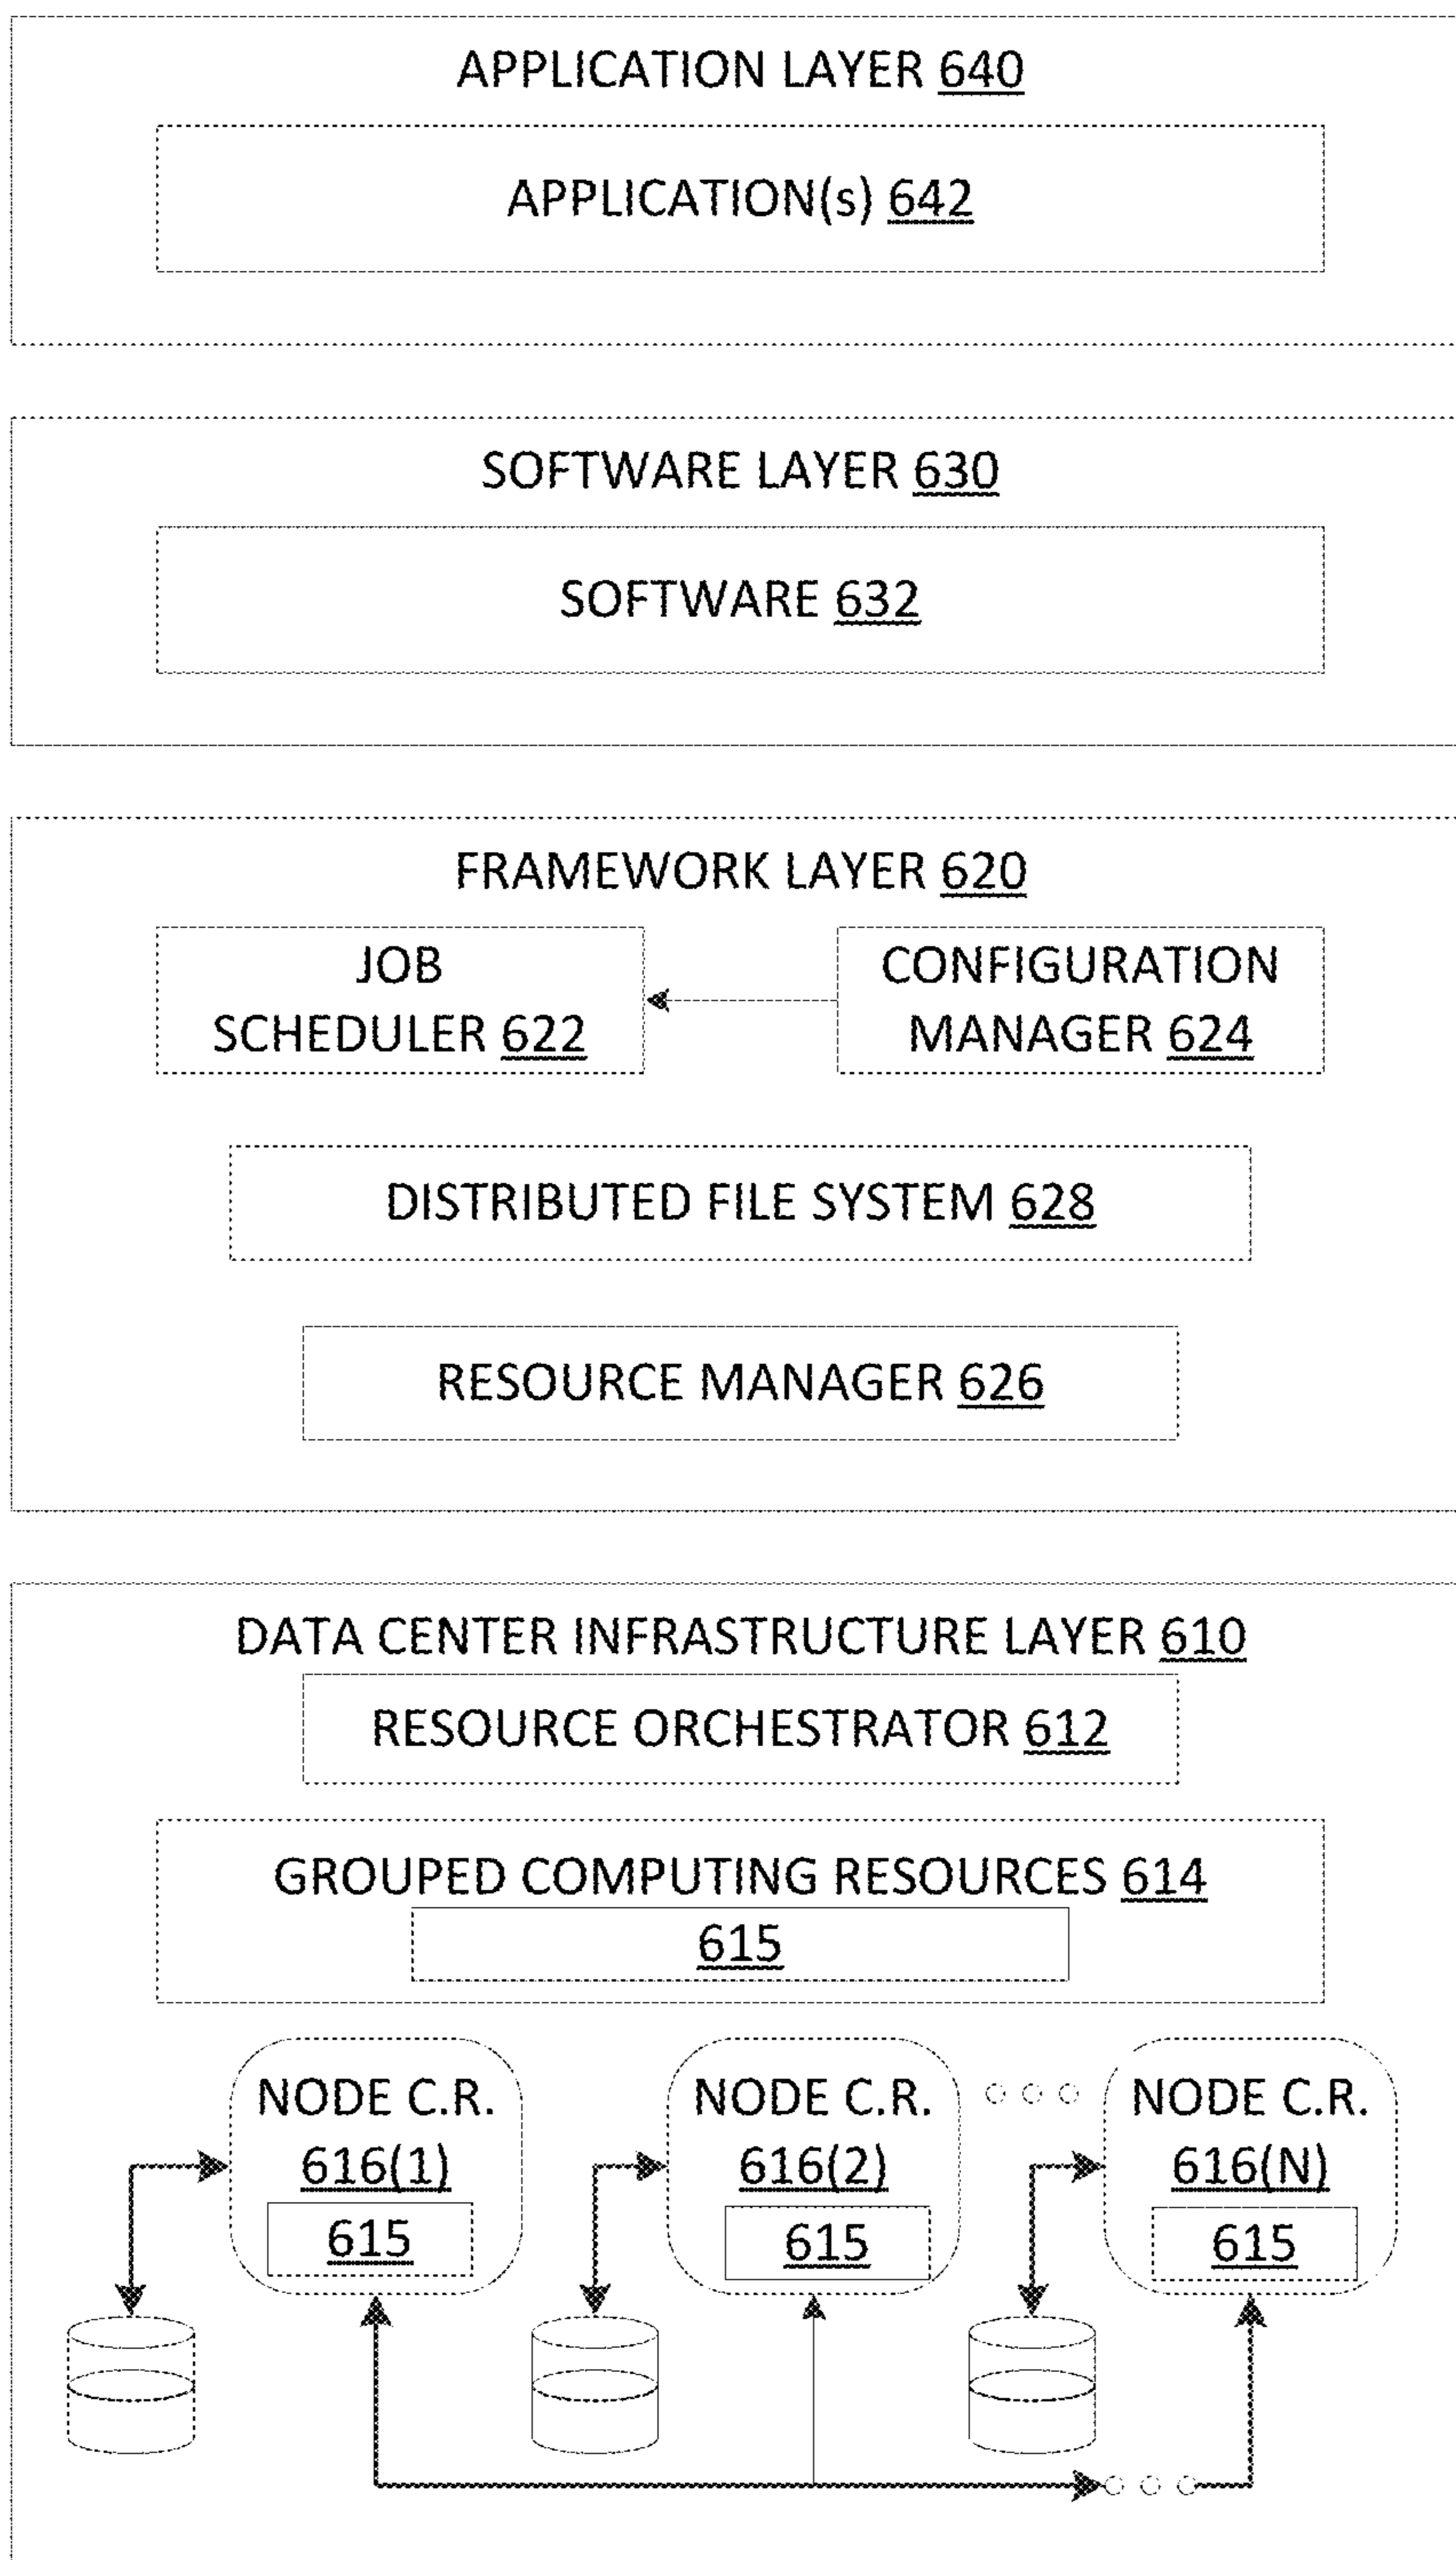 APPLICATION LAYER 640
APPLICATION(s) 642
SOFTWARE LAYER 630
SOFTWARE 632
FRAMEWORK LAYER 620
JOB
SCHEDULER 622
CONFIGURATION
MANAGER 624
DISTRIBUTED FILE SYSTEM 628
RESOURCE MANAGER 626
DATA CENTER INFRASTRUCTURE LAYER 610
RESOURCE ORCHESTRATOR 612
GROUPED COMPUTING RESOURCES 614
615
NODE C.R.
616(1)
615
NODE C.R.
616(2)
615
NODE C.R.
616(N)
615